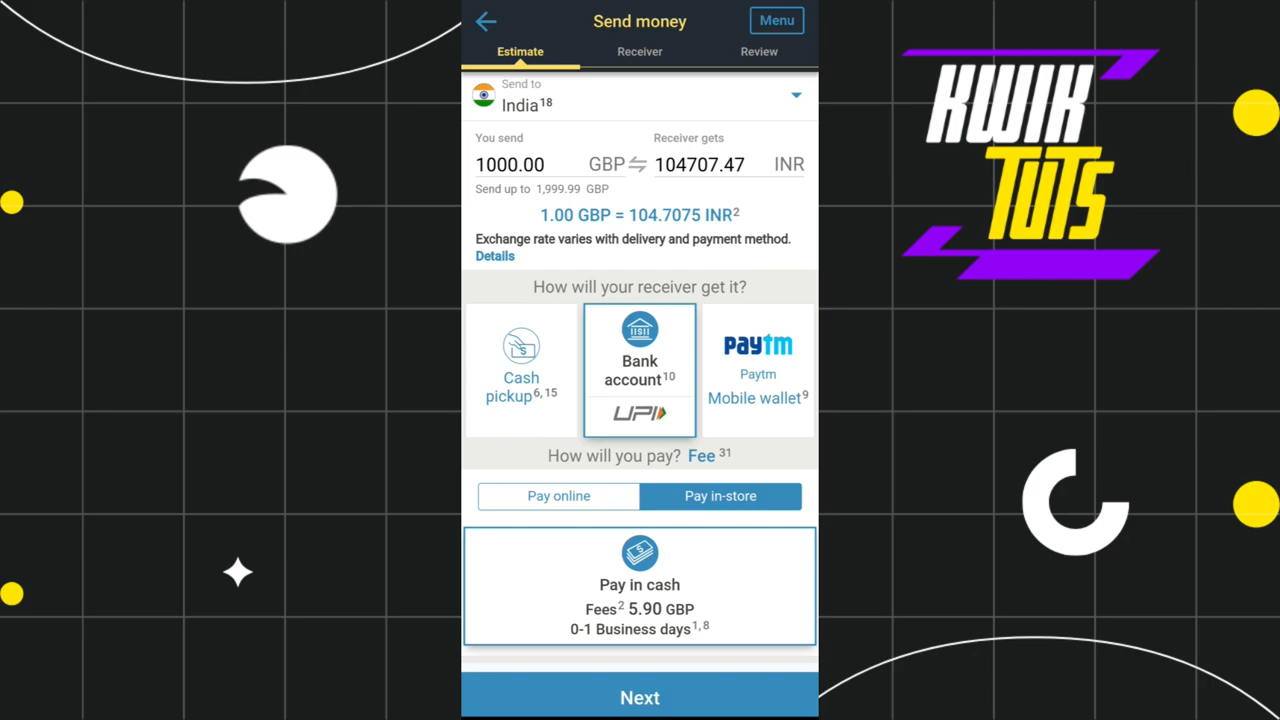 Send money
Menu
Estimate
Receiver
Review
Send to
India18
You send
Receiver gets
1000.00 GBP
104707.47 INR
Send up to 1,999.99 GBP
1.00 GBP = 104.7075 INR2
Exchange rate varies with delivery and payment method.
Details
How will your receiver get it?
Cash
pickup6, 15
Bank
account10
UPI
paytm
Paytm
Mobile wallet9
How will you pay? Fee 31
Pay online
Pay in-store
Pay in cash
Fees2 5.90 GBP
0-1 Business days1, 8
Next
KWIK
TUTS